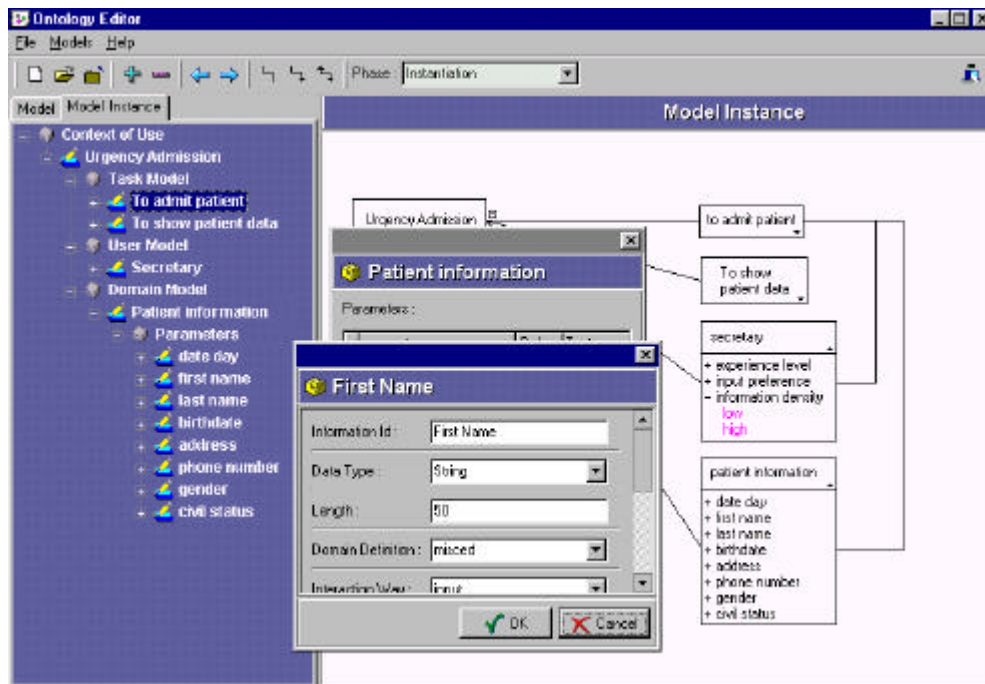 Ontology Editor
File Models Help
Phase: Instantiation
Model Model Instance
Context of Use
Urgency Admission
Task Model
To admit patient
To show patient data
User Model
Secretary
Domain Model
Patient information
Parameters
date day
first name
last name
birthdate
address
phone number
gender
civil status
Model Instance
Urgency Admission
to admit patient
To show
patient data
secretary
+ experience level
+ input preference
- information density
low
high
patient information
+ date day
+ first name
+ last name
+ birthdate
+ address
+ phone number
+ gender
+ civil status
Patient information
Parameters :
First Name
Information Id : First Name
Data Type : String
Length : 50
Domain Definition : misced
Interaction Way : input
OK Cancel